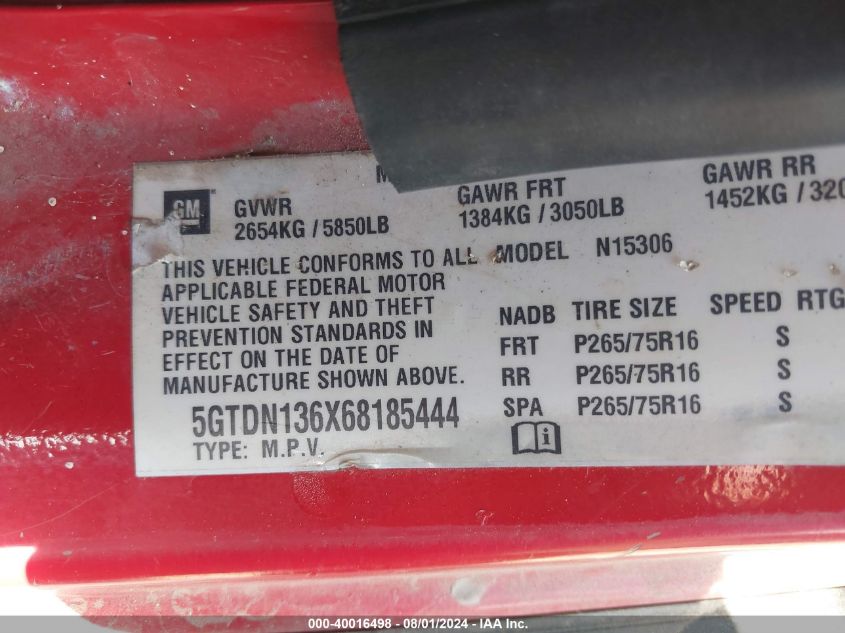 GM
GVWR
2654KG / 5850LB
GAWR FRT
1384KG / 3050LB
GAWR RR
1452KG /
THIS VEHICLE CONFORMS TO ALL
APPLICABLE FEDERAL MOTOR
VEHICLE SAFETY AND THEFT
PREVENTION STANDARDS IN
EFFECT ON THE DATE OF
MANUFACTURE SHOWN ABOVE.
5GTDN136X68185444
TYPE: M.P.V.
MODEL N15306
NADB TIRE SIZE SPEED RTG
FRT P265/75R16 S
RR P265/75R16 S
SPA P265/75R16 S
000-40016498 - 08/01/2024 - IAA Inc.